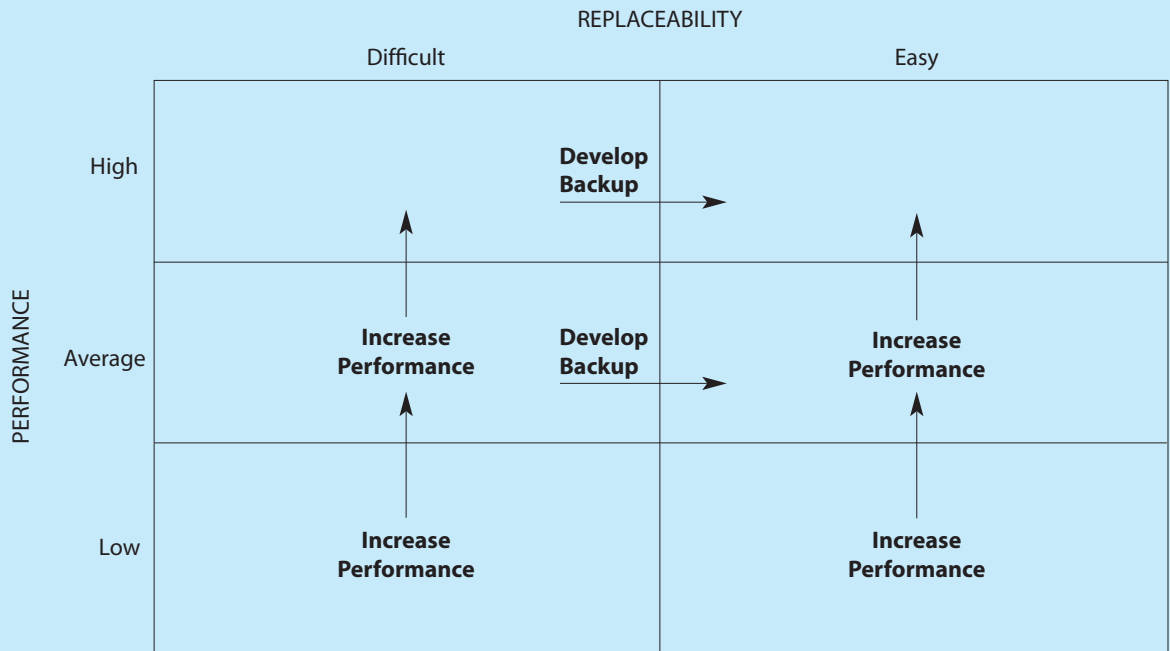 REPLACEABILITY
Difficult
Easy
High
Develop
Backup
PERFORMANCE
Average
Increase
Performance
Develop
Backup
Increase
Performance
Low
Increase
Performance
Increase
Performance